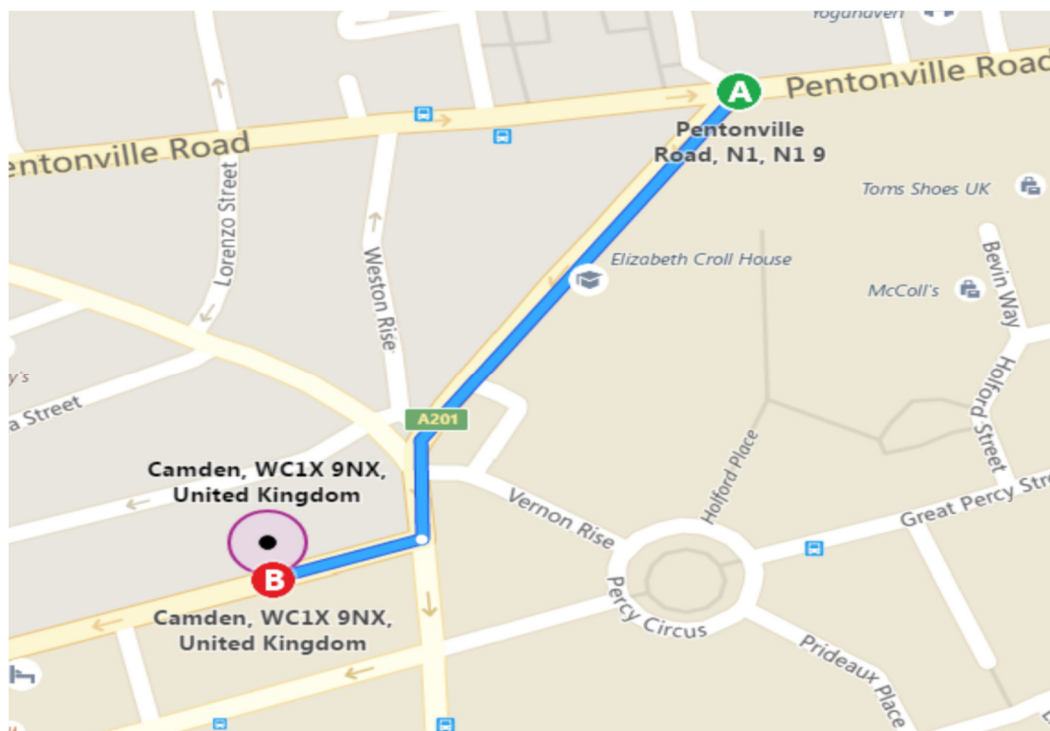 Yogahaven
Pentonville Road
A
Pentonville
Road, N1, N1 9
entonville Road
Lorenzo Street
Toms Shoes UK
Elizabeth Croll House
Bevin Way
McColl's
Weston Rise
y's
a Street
A201
Holford Street
Holford Place
Camden, WC1X 9NX,
United Kingdom
Great Percy Stre
Vernon Rise
B
Camden, WC1X 9NX,
United Kingdom
Percy Circus
Prideaux Place